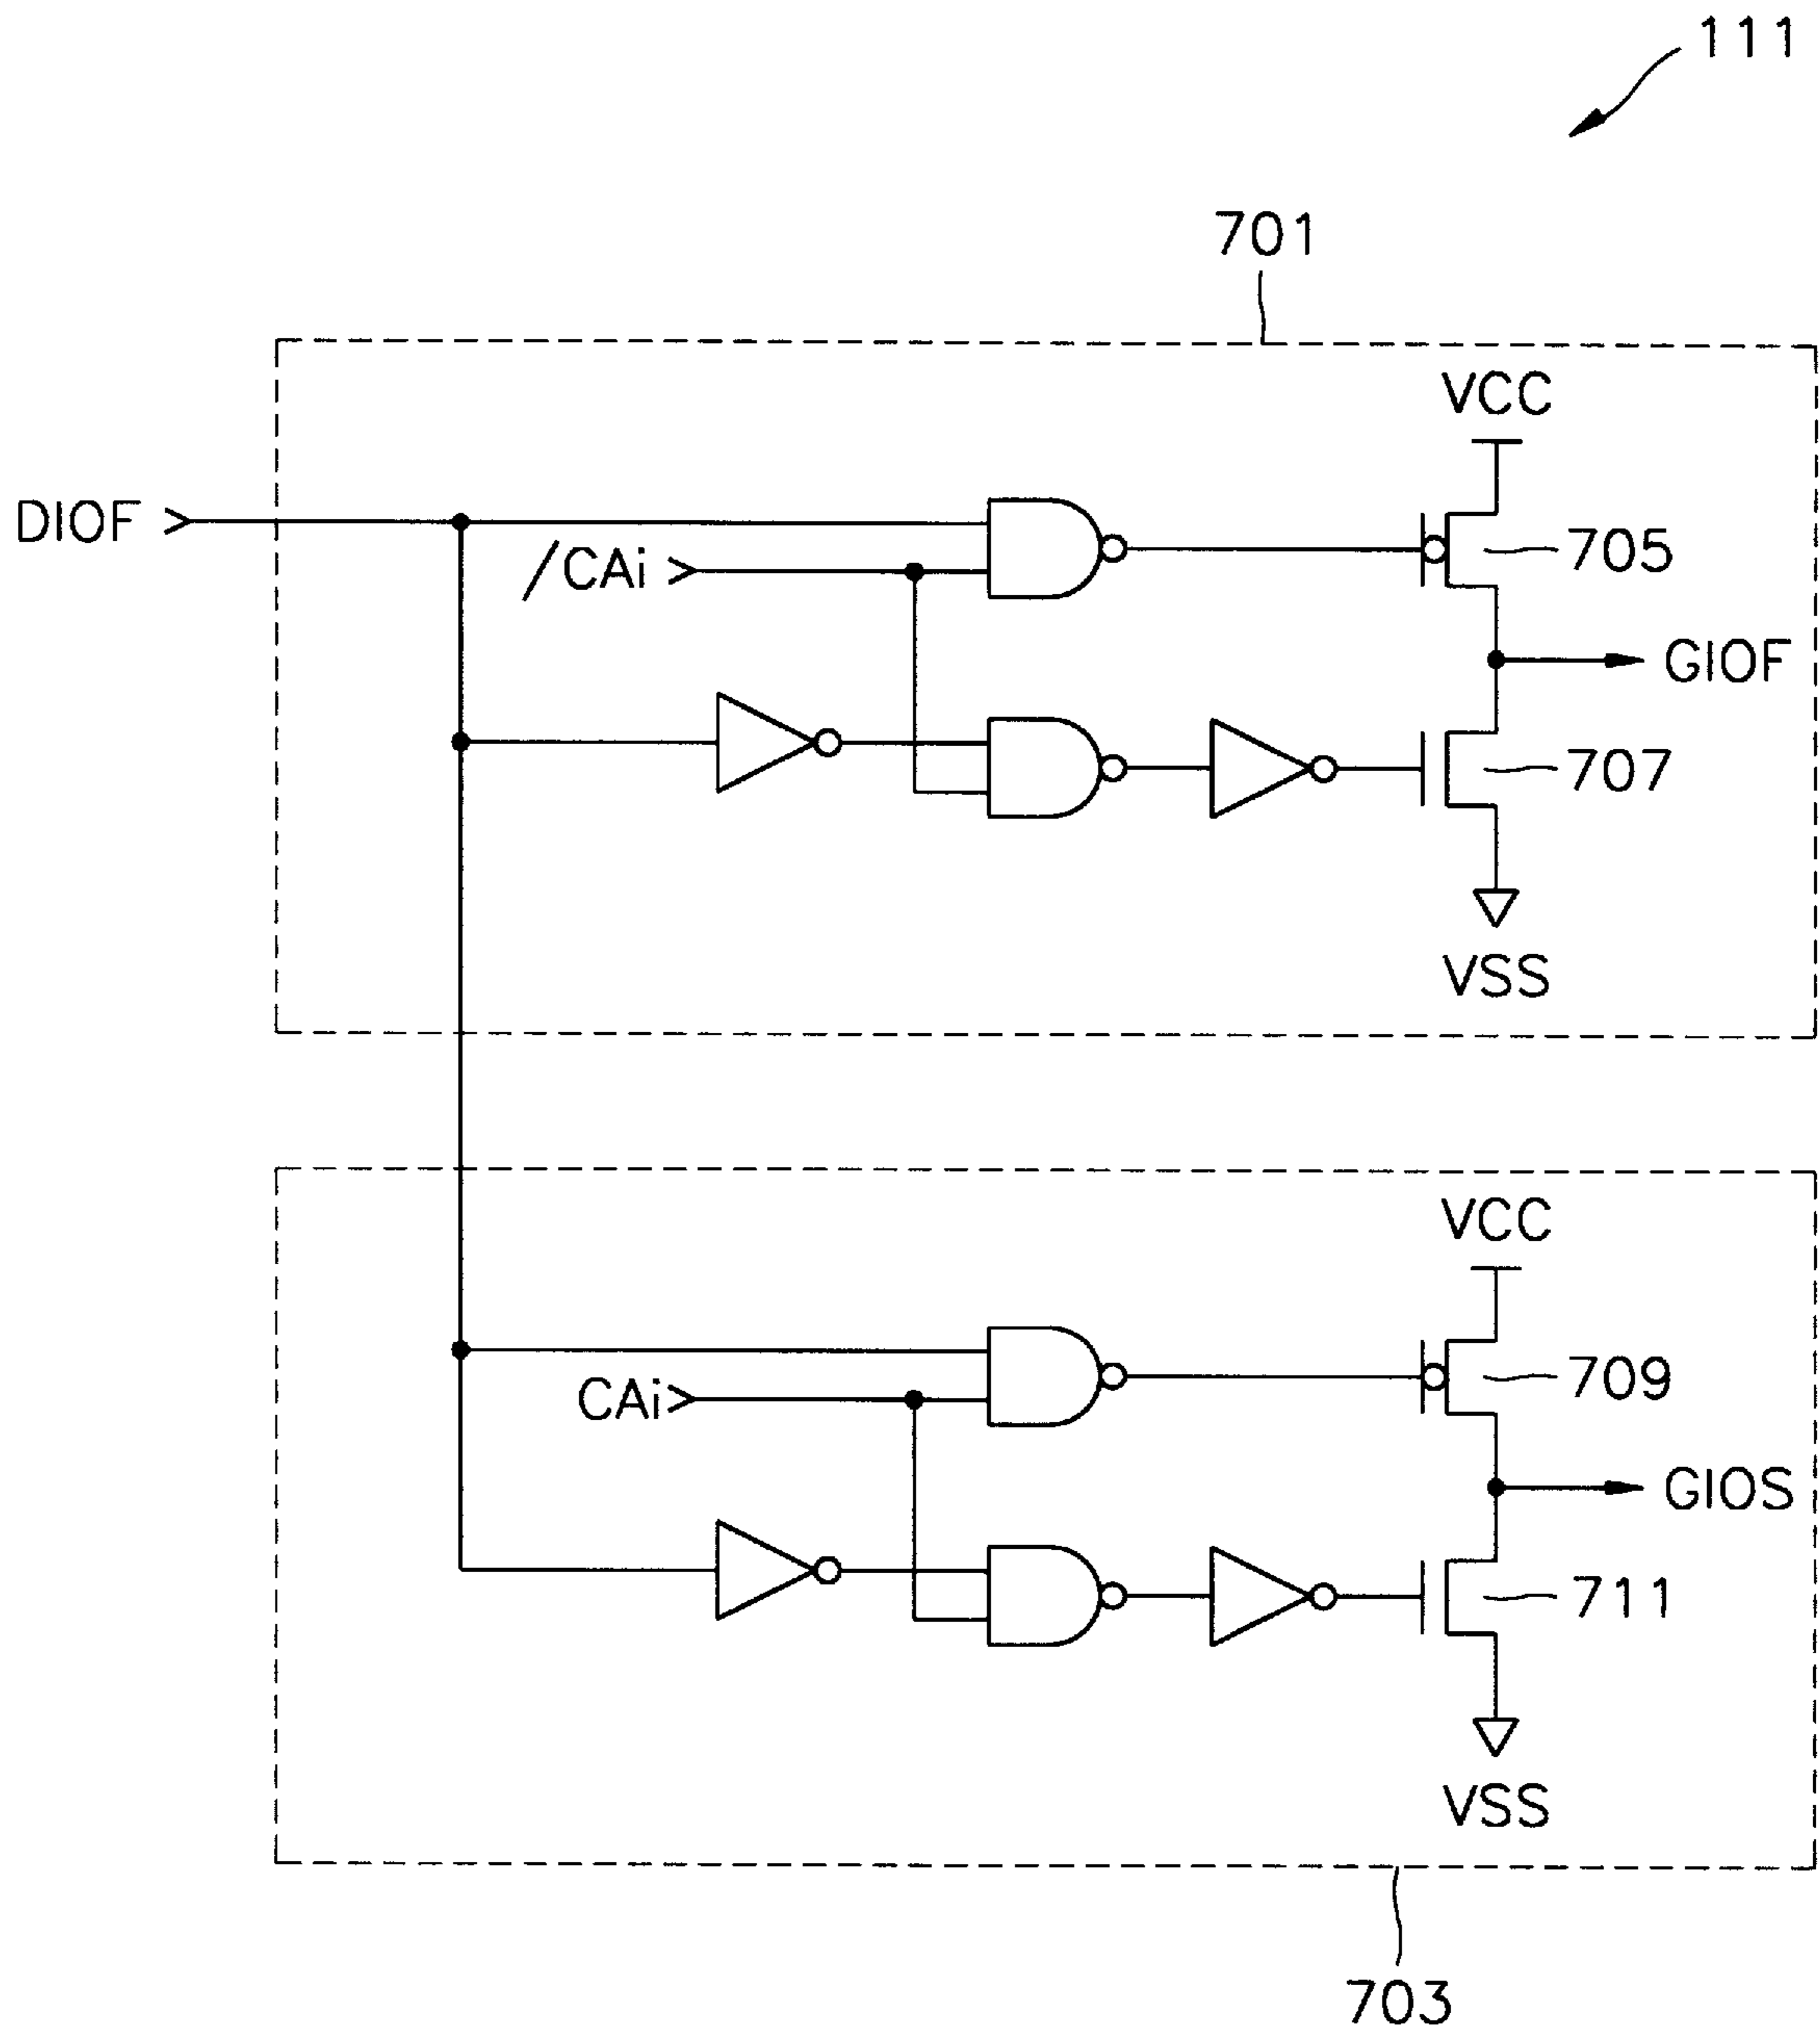 111
701
VCC
DIOF
/CAi
705
GIOF
707
VSS
VCC
CAi
709
GIOS
711
VSS
703